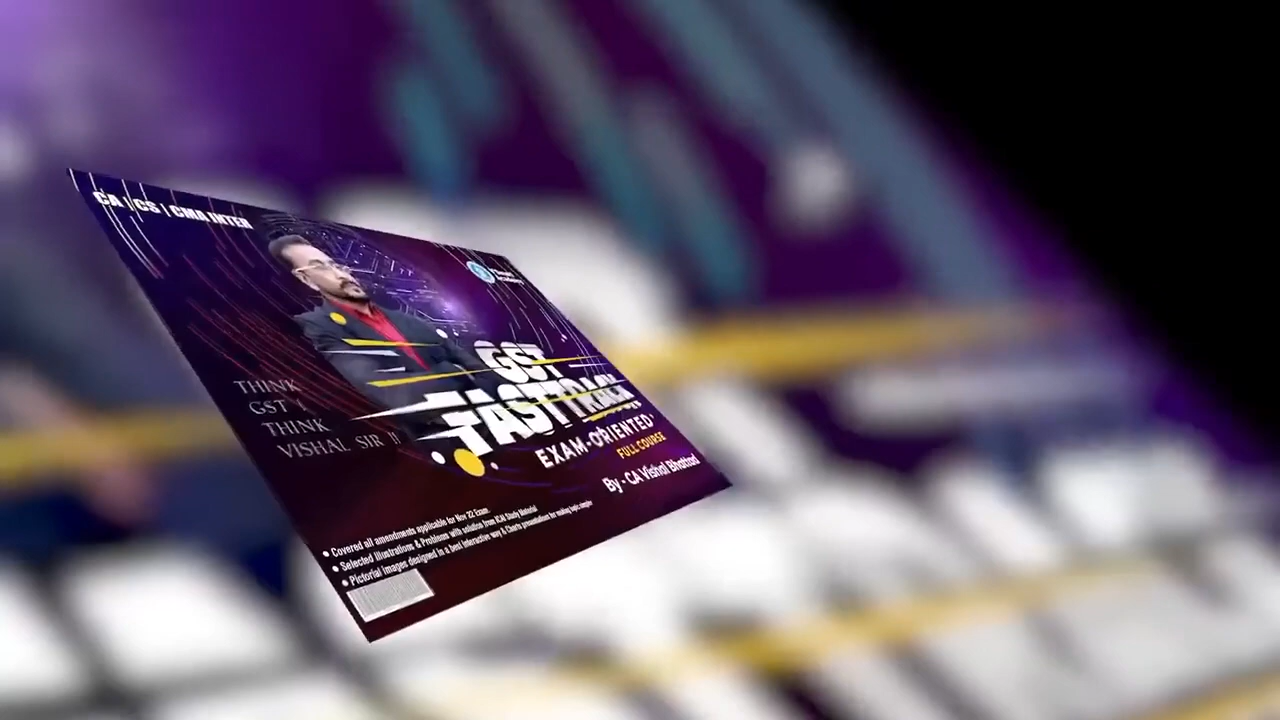 CA | CS | CMA INTER
THINK
GST !
THINK
VISHAL SIR !!
GST
FASTTRACK
EXAM-ORIENTED
FULL COURSE
By - CA Vishal Bhattad
• Covered all amendments applicable for Nov 22 Exam.
• Selected Illustrations & Problems with solution from ICAI Study Material
• Pictorial Images designed in a best interactive way & Charts presentations for making topic simpler